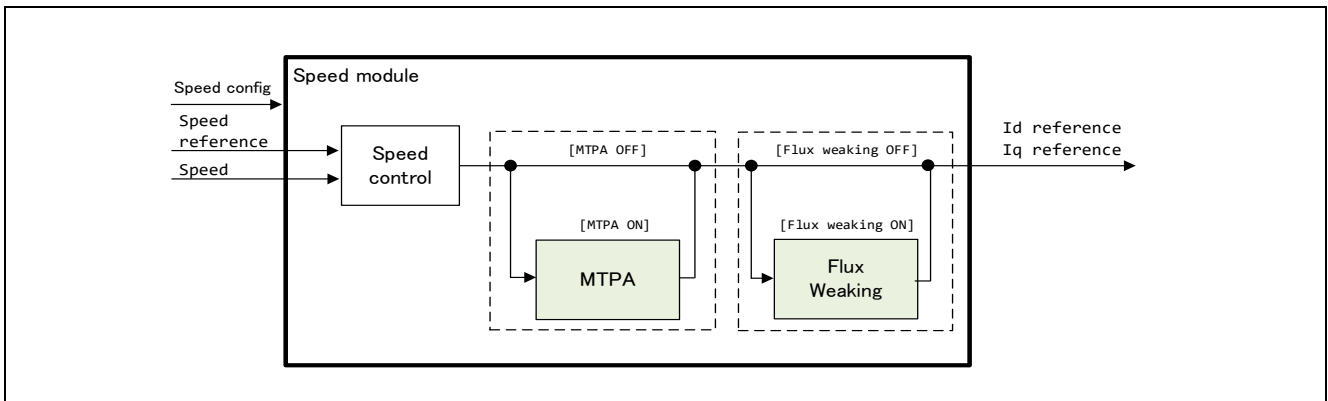 Speed module
Speed config
Speed
reference
Speed
Speed
control
[MTPA OFF]
[MTPA ON]
MTPA
[Flux weaking OFF]
[Flux weaking ON]
Flux
Weaking
Id reference
Iq reference